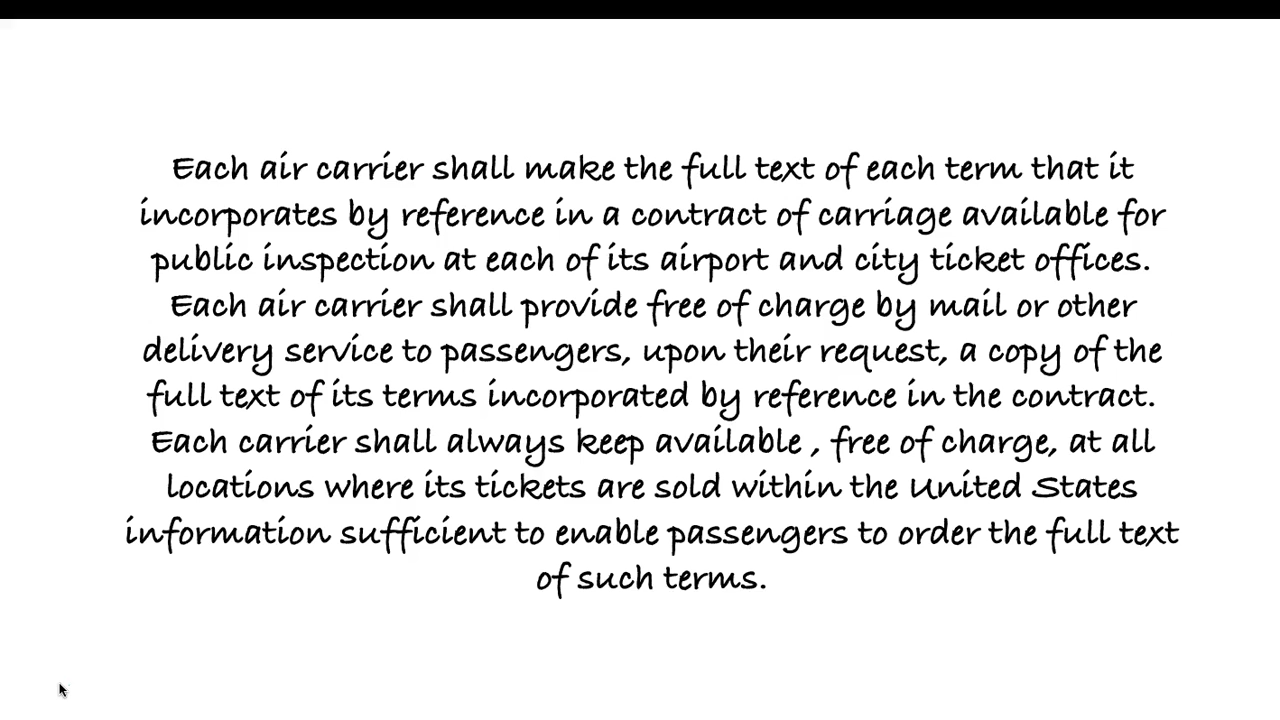 Each air carrier shall make the full text of each term that it
incorporates by reference in a contract of carriage available for
public inspection at each of its airport and city ticket offices.
Each air carrier shall provide free of charge by mail or other
delivery service to passengers, upon their request, a copy of the
full text of its terms incorporated by reference in the contract.
Each carrier shall always keep available , free of charge, at all
locations where its tickets are sold within the United States
information sufficient to enable passengers to order the full text
of such terms.